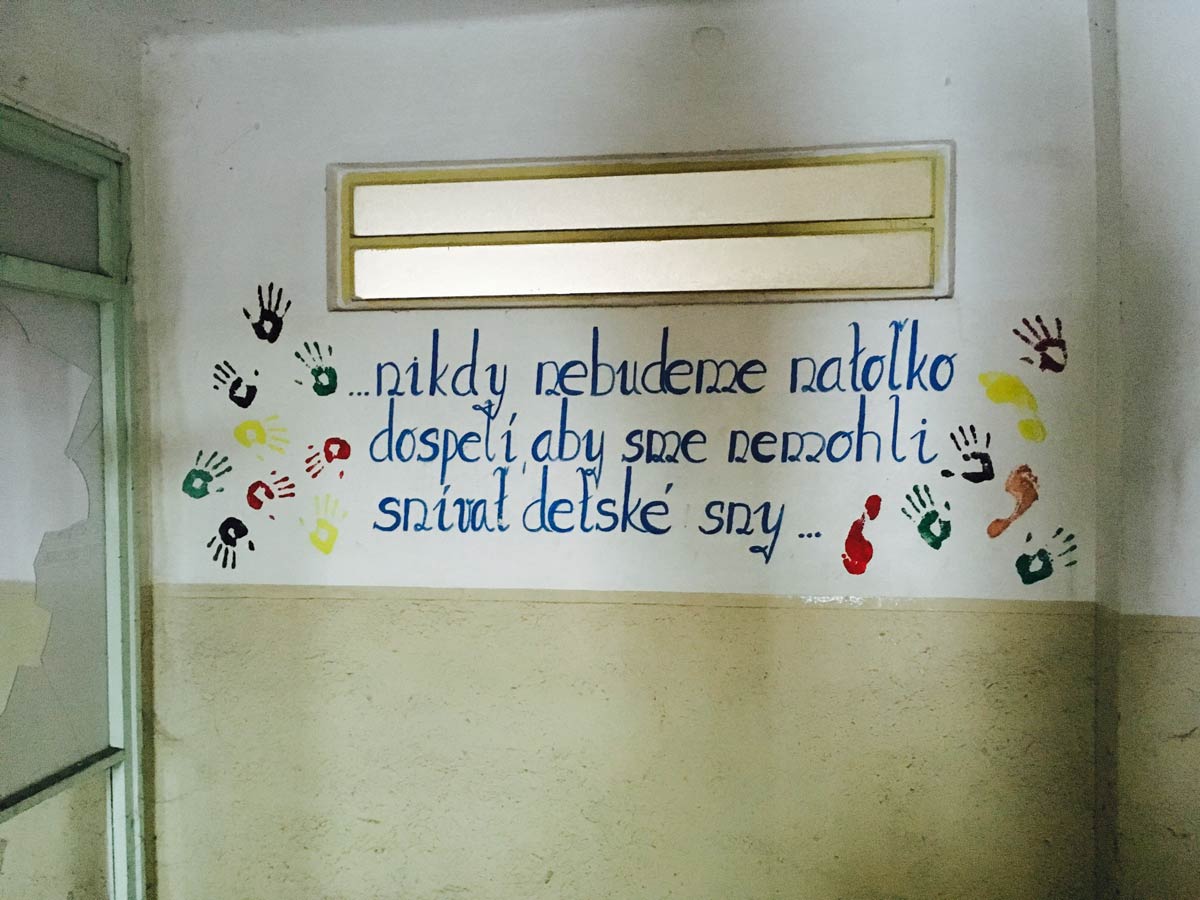 ...nikdy nebudeme natoľko
dospelí, aby sme nemohli
snívať detské sny...